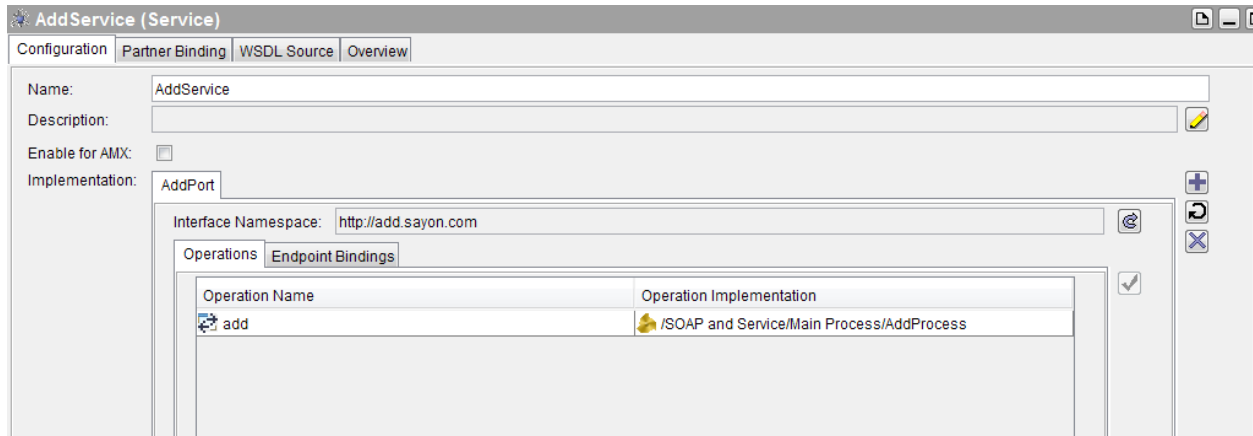 AddService (Service)
Configuration Partner Binding WSDL Source Overview
Name: AddService
Description:
Enable for AMX:
Implementation: AddPort
Interface Namespace: http://add.sayon.com
Operations Endpoint Bindings
Operation Name Operation Implementation
add /SOAP and Service/Main Process/AddProcess